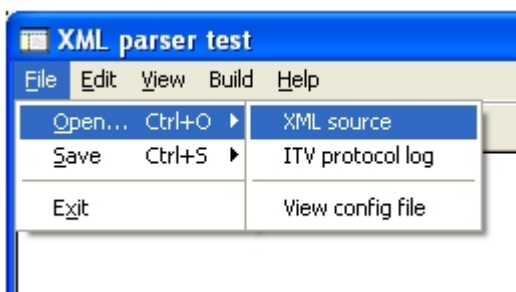 XML parser test
File Edit View Build Help
Open... Ctrl+O XML source
Save Ctrl+S ITV protocol log
Exit View config file